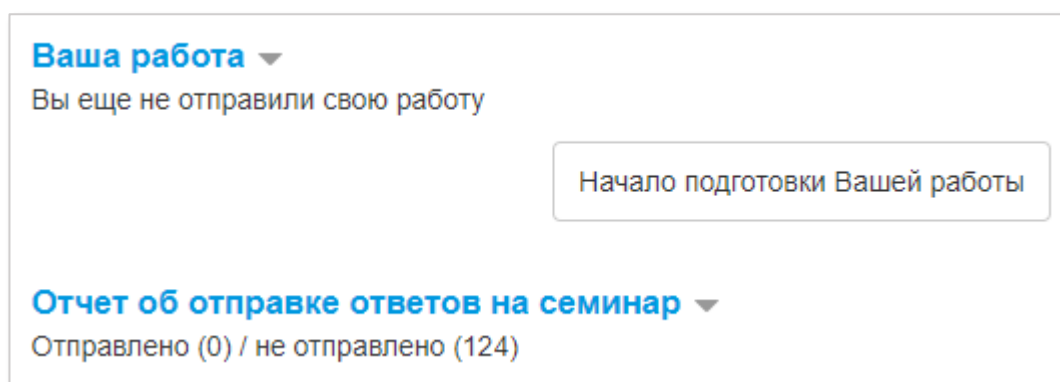 Ваша работа
Вы еще не отправили свою работу
Начало подготовки Вашей работы
Отчет об отправке ответов на семинар
Отправлено (0) / не отправлено (124)